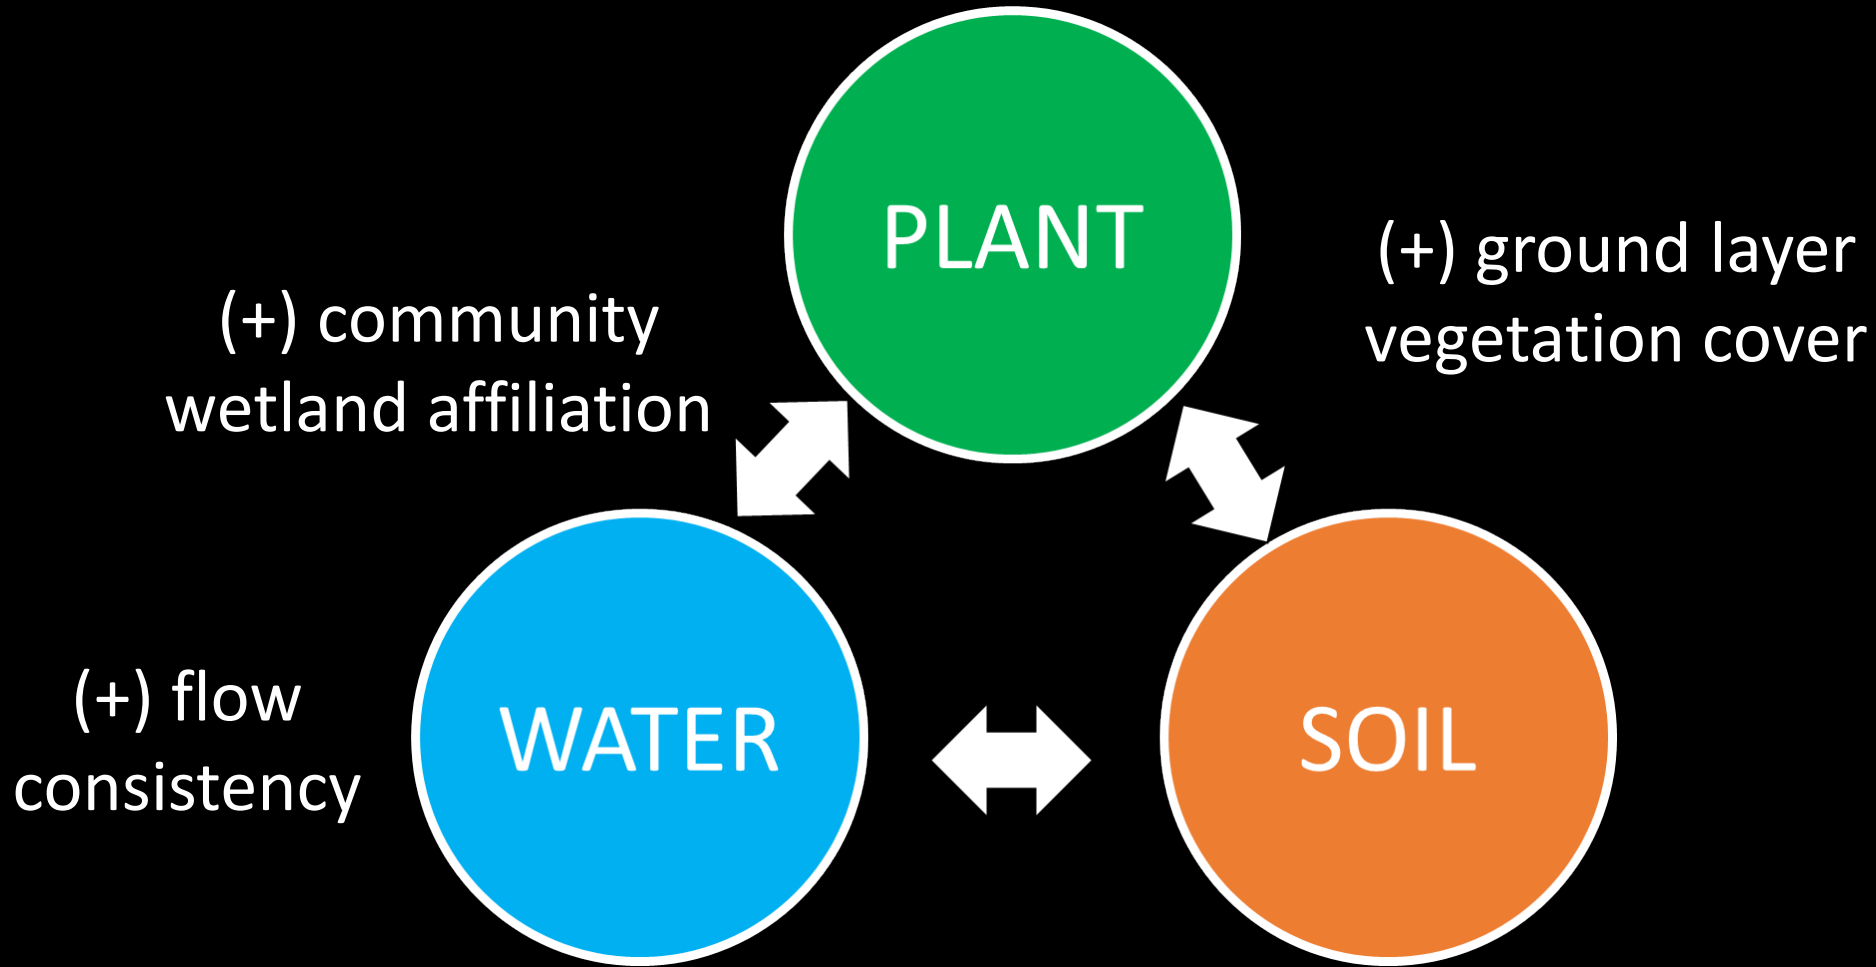 PLANT
(+) ground layer
vegetation cover
(+) community
wetland affiliation
(+) flow
consistency
WATER
SOIL